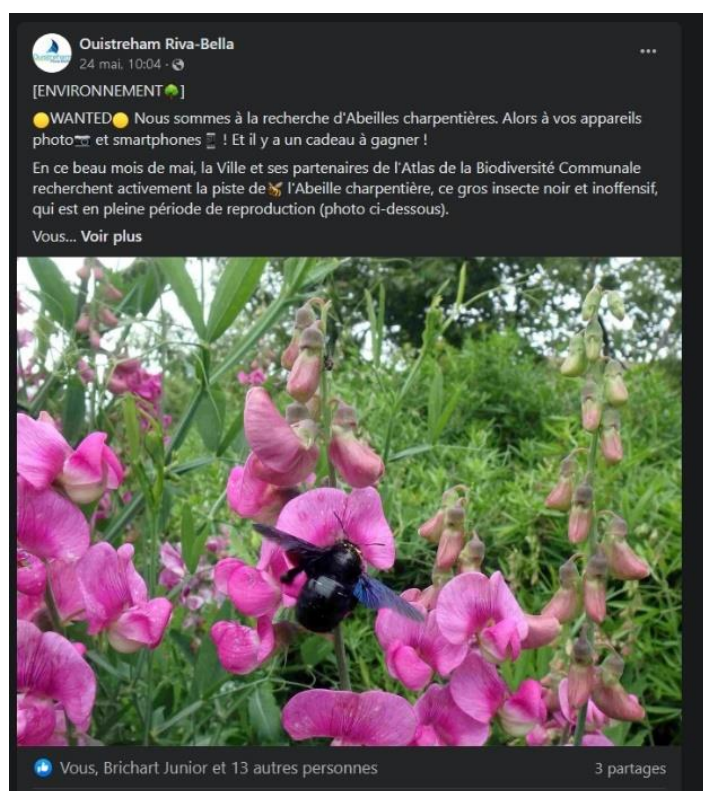 Ouistreham Riva-Bella
24 mai, 10:04 ·
[ENVIRONNEMENT🌳]
🟡WANTED🟡 Nous sommes à la recherche d'Abeilles charpentières. Alors à vos appareils
photo📷 et smartphones📱 ! Et il y a un cadeau à gagner !
En ce beau mois de mai, la Ville et ses partenaires de l'Atlas de la Biodiversité Communale
recherchent activement la piste de🐝 l'Abeille charpentière, ce gros insecte noir et inoffensif,
qui est en pleine période de reproduction (photo ci-dessous).
Vous... Voir plus
Vous, Brichart Junior et 13 autres personnes
3 partages